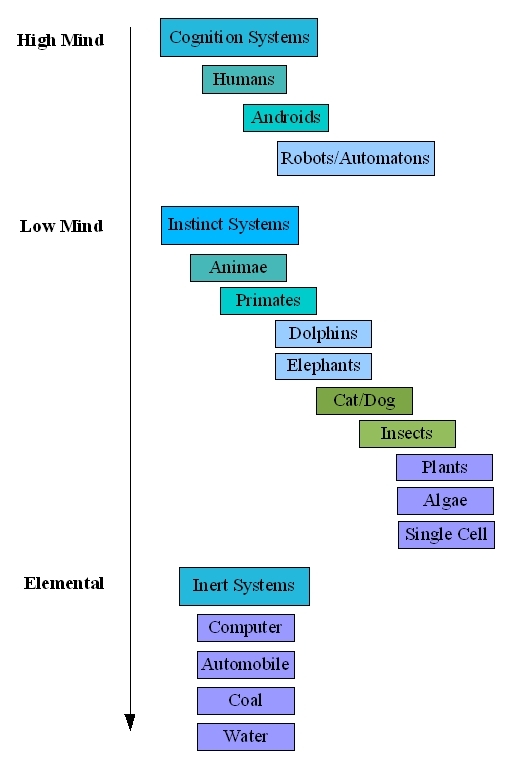 High Mind
Cognition Systems
Humans
Androids
Robots/Automatons
Low Mind
Instinct Systems
Animae
Primates
Dolphins
Elephants
Cat/Dog
Insects
Plants
Algae
Single Cell
Elemental
Inert Systems
Computer
Automobile
Coal
Water